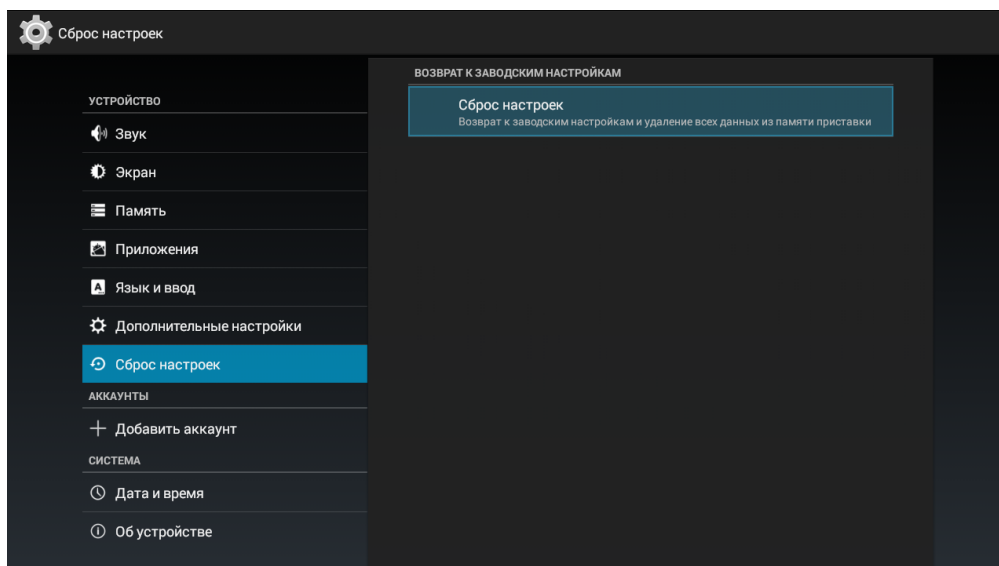 Сброс настроек
УСТРОЙСТВО
Звук
Экран
Память
Приложения
Язык и ввод
Дополнительные настройки
Сброс настроек
АККАУНТЫ
Добавить аккаунт
СИСТЕМА
Дата и время
Об устройстве
ВОЗВРАТ К ЗАВОДСКИМ НАСТРОЙКАМ
Сброс настроек
Возврат к заводским настройкам и удаление всех данных из памяти приставки